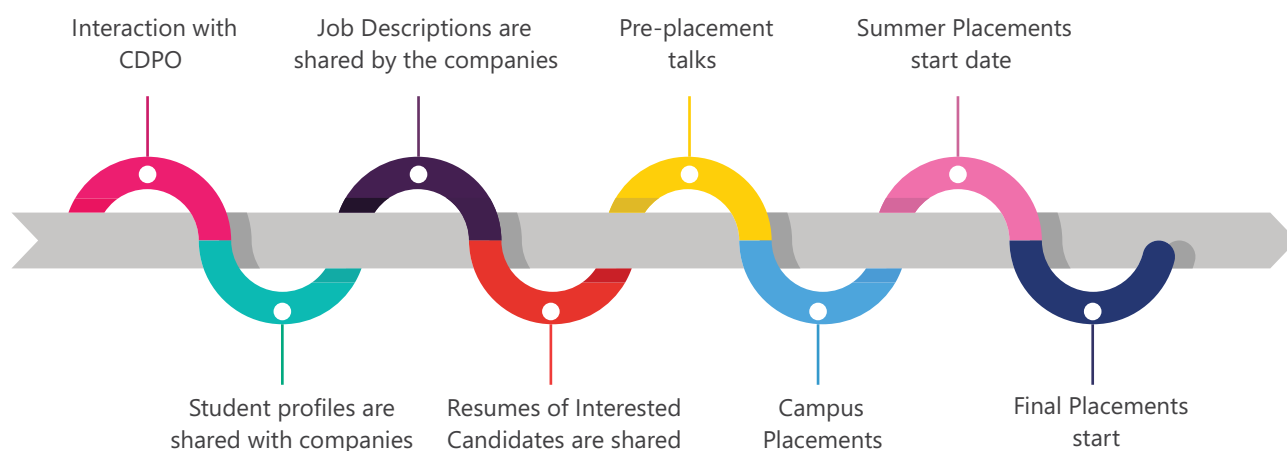 Interaction with
CDPO
Job Descriptions are
shared by the companies
Pre-placement
talks
Summer Placements
start date
Student profiles are
shared with companies
Resumes of Interested
Candidates are shared
Campus
Placements
Final Placements
start